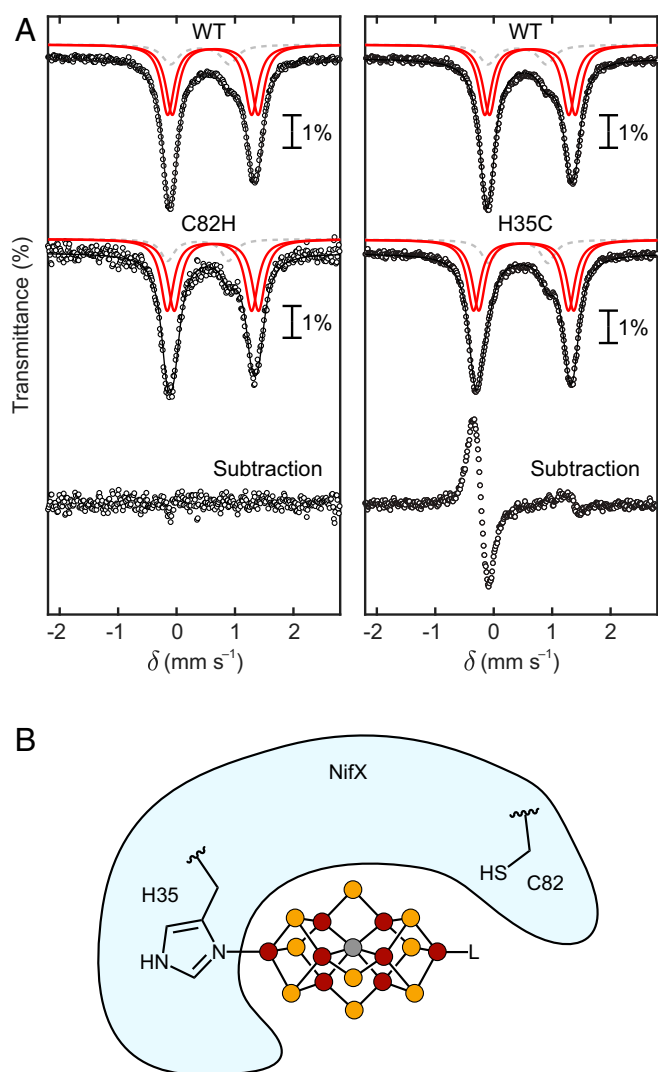 A
WT
1%
C82H
1%
Subtraction
Transmittance (%)
-2 -1 0 1 2
δ (mm s⁻¹)
WT
1%
H35C
1%
Subtraction
-2 -1 0 1 2
δ (mm s⁻¹)
B
NifX
H35
HN
N
HS
C82
L